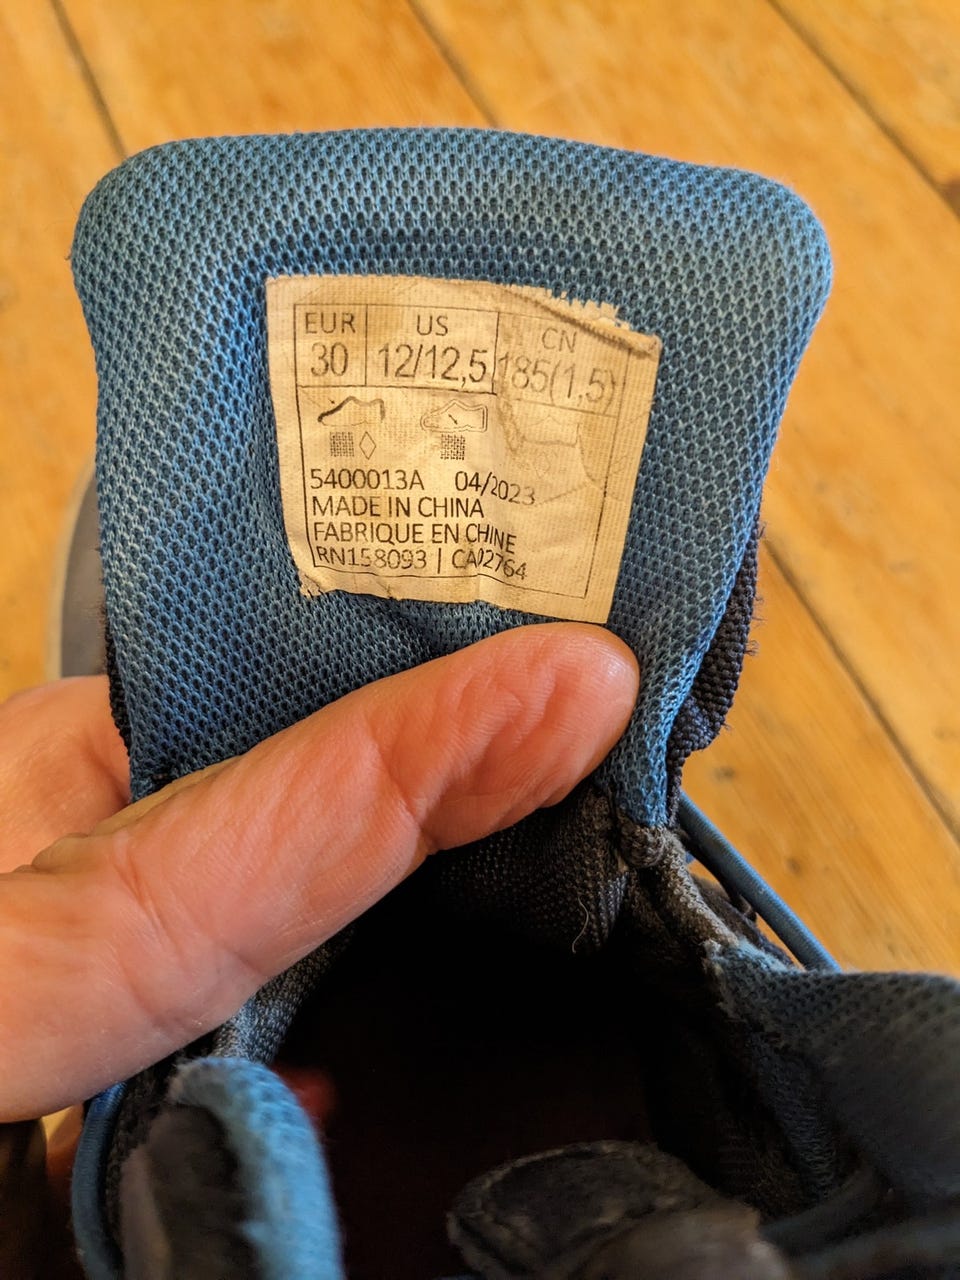 EUR US CN
30 12/12,5 185(1,5)
5400013A 04/2023
MADE IN CHINA
FABRIQUE EN CHINE
RN158093 | CA02764